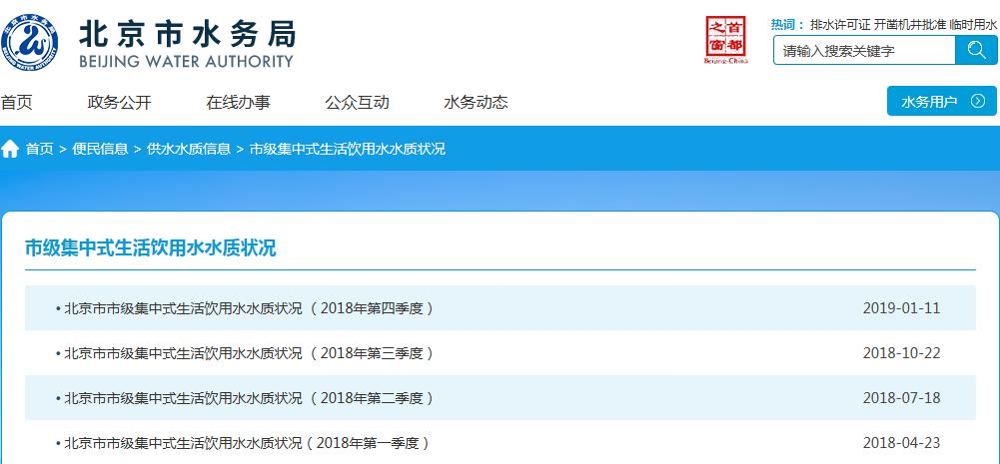 北京市水务局
BEIJING WATER AUTHORITY
首都之窗
Beijing-China
热词： 排水许可证 开凿机井批准 临时用水
请输入搜索关键字
首页 政务公开 在线办事 公众互动 水务动态 水务用户
首页 > 便民信息 > 供水水质信息 > 市级集中式生活饮用水水质状况
市级集中式生活饮用水水质状况
• 北京市市级集中式生活饮用水水质状况 （ 2018年第四季度） 2019-01-11
• 北京市市级集中式生活饮用水水质状况 （ 2018年第三季度） 2018-10-22
• 北京市市级集中式生活饮用水水质状况 （ 2018年第二季度） 2018-07-18
• 北京市市级集中式生活饮用水水质状况（ 2018年第一季度） 2018-04-23